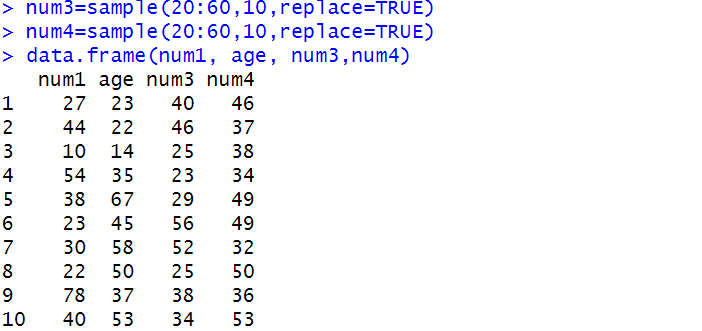 > num3=sample(20:60,10,replace=TRUE)
> num4=sample(20:60,10,replace=TRUE)
> data.frame(num1, age, num3,num4)
   num1 age num3 num4
1    27  23   40   46
2    44  22   46   37
3    10  14   25   38
4    54  35   23   34
5    38  67   29   49
6    23  45   56   49
7    30  58   52   32
8    22  50   25   50
9    78  37   38   36
10   40  53   34   53